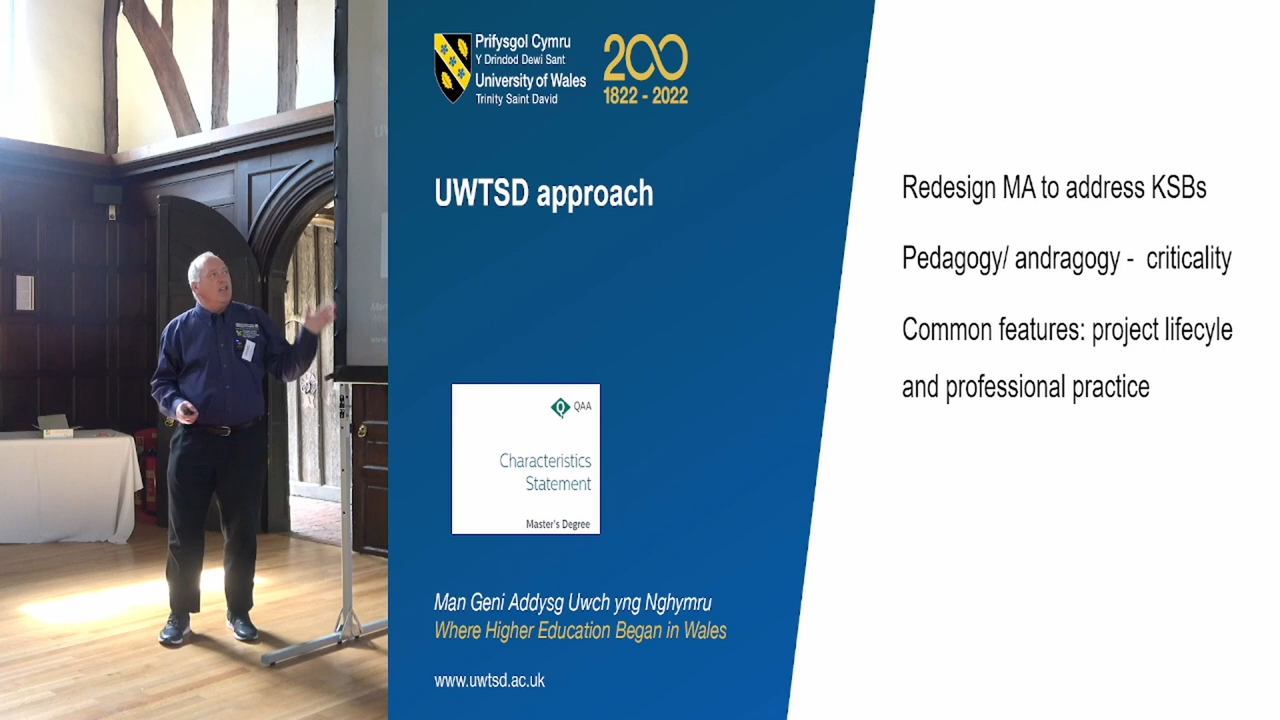 Prifysgol Cymru
Y Drindod Dewi Sant
University of Wales
Trinity Saint David
200
1822 - 2022
UWTSD approach
QAA
Characteristics
Statement
Master's Degree
Man Geni Addysg Uwch yng Nghymru
Where Higher Education Began in Wales
www.uwtsd.ac.uk
Redesign MA to address KSBs
Pedagogy/ andragogy - criticality
Common features: project lifecyle
and professional practice